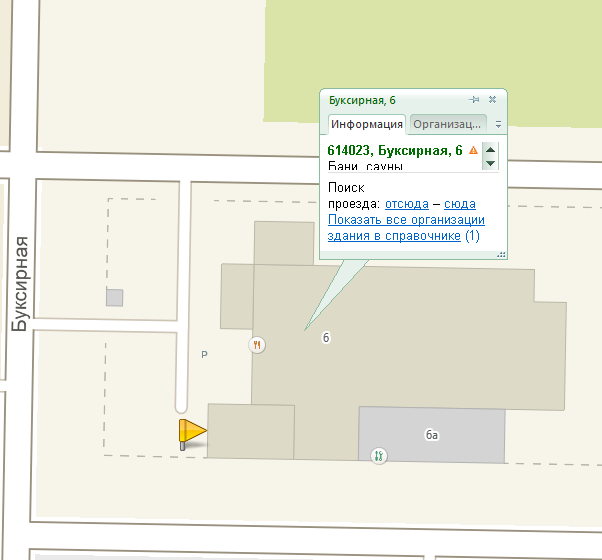 Буксирная, 6
Информация
Организац...
614023, Буксирная, 6
Бани, сауны
Поиск
проезда: отсюда – сюда
Показать все организации
здания в справочнике (1)
Буксирная
6
P
6а